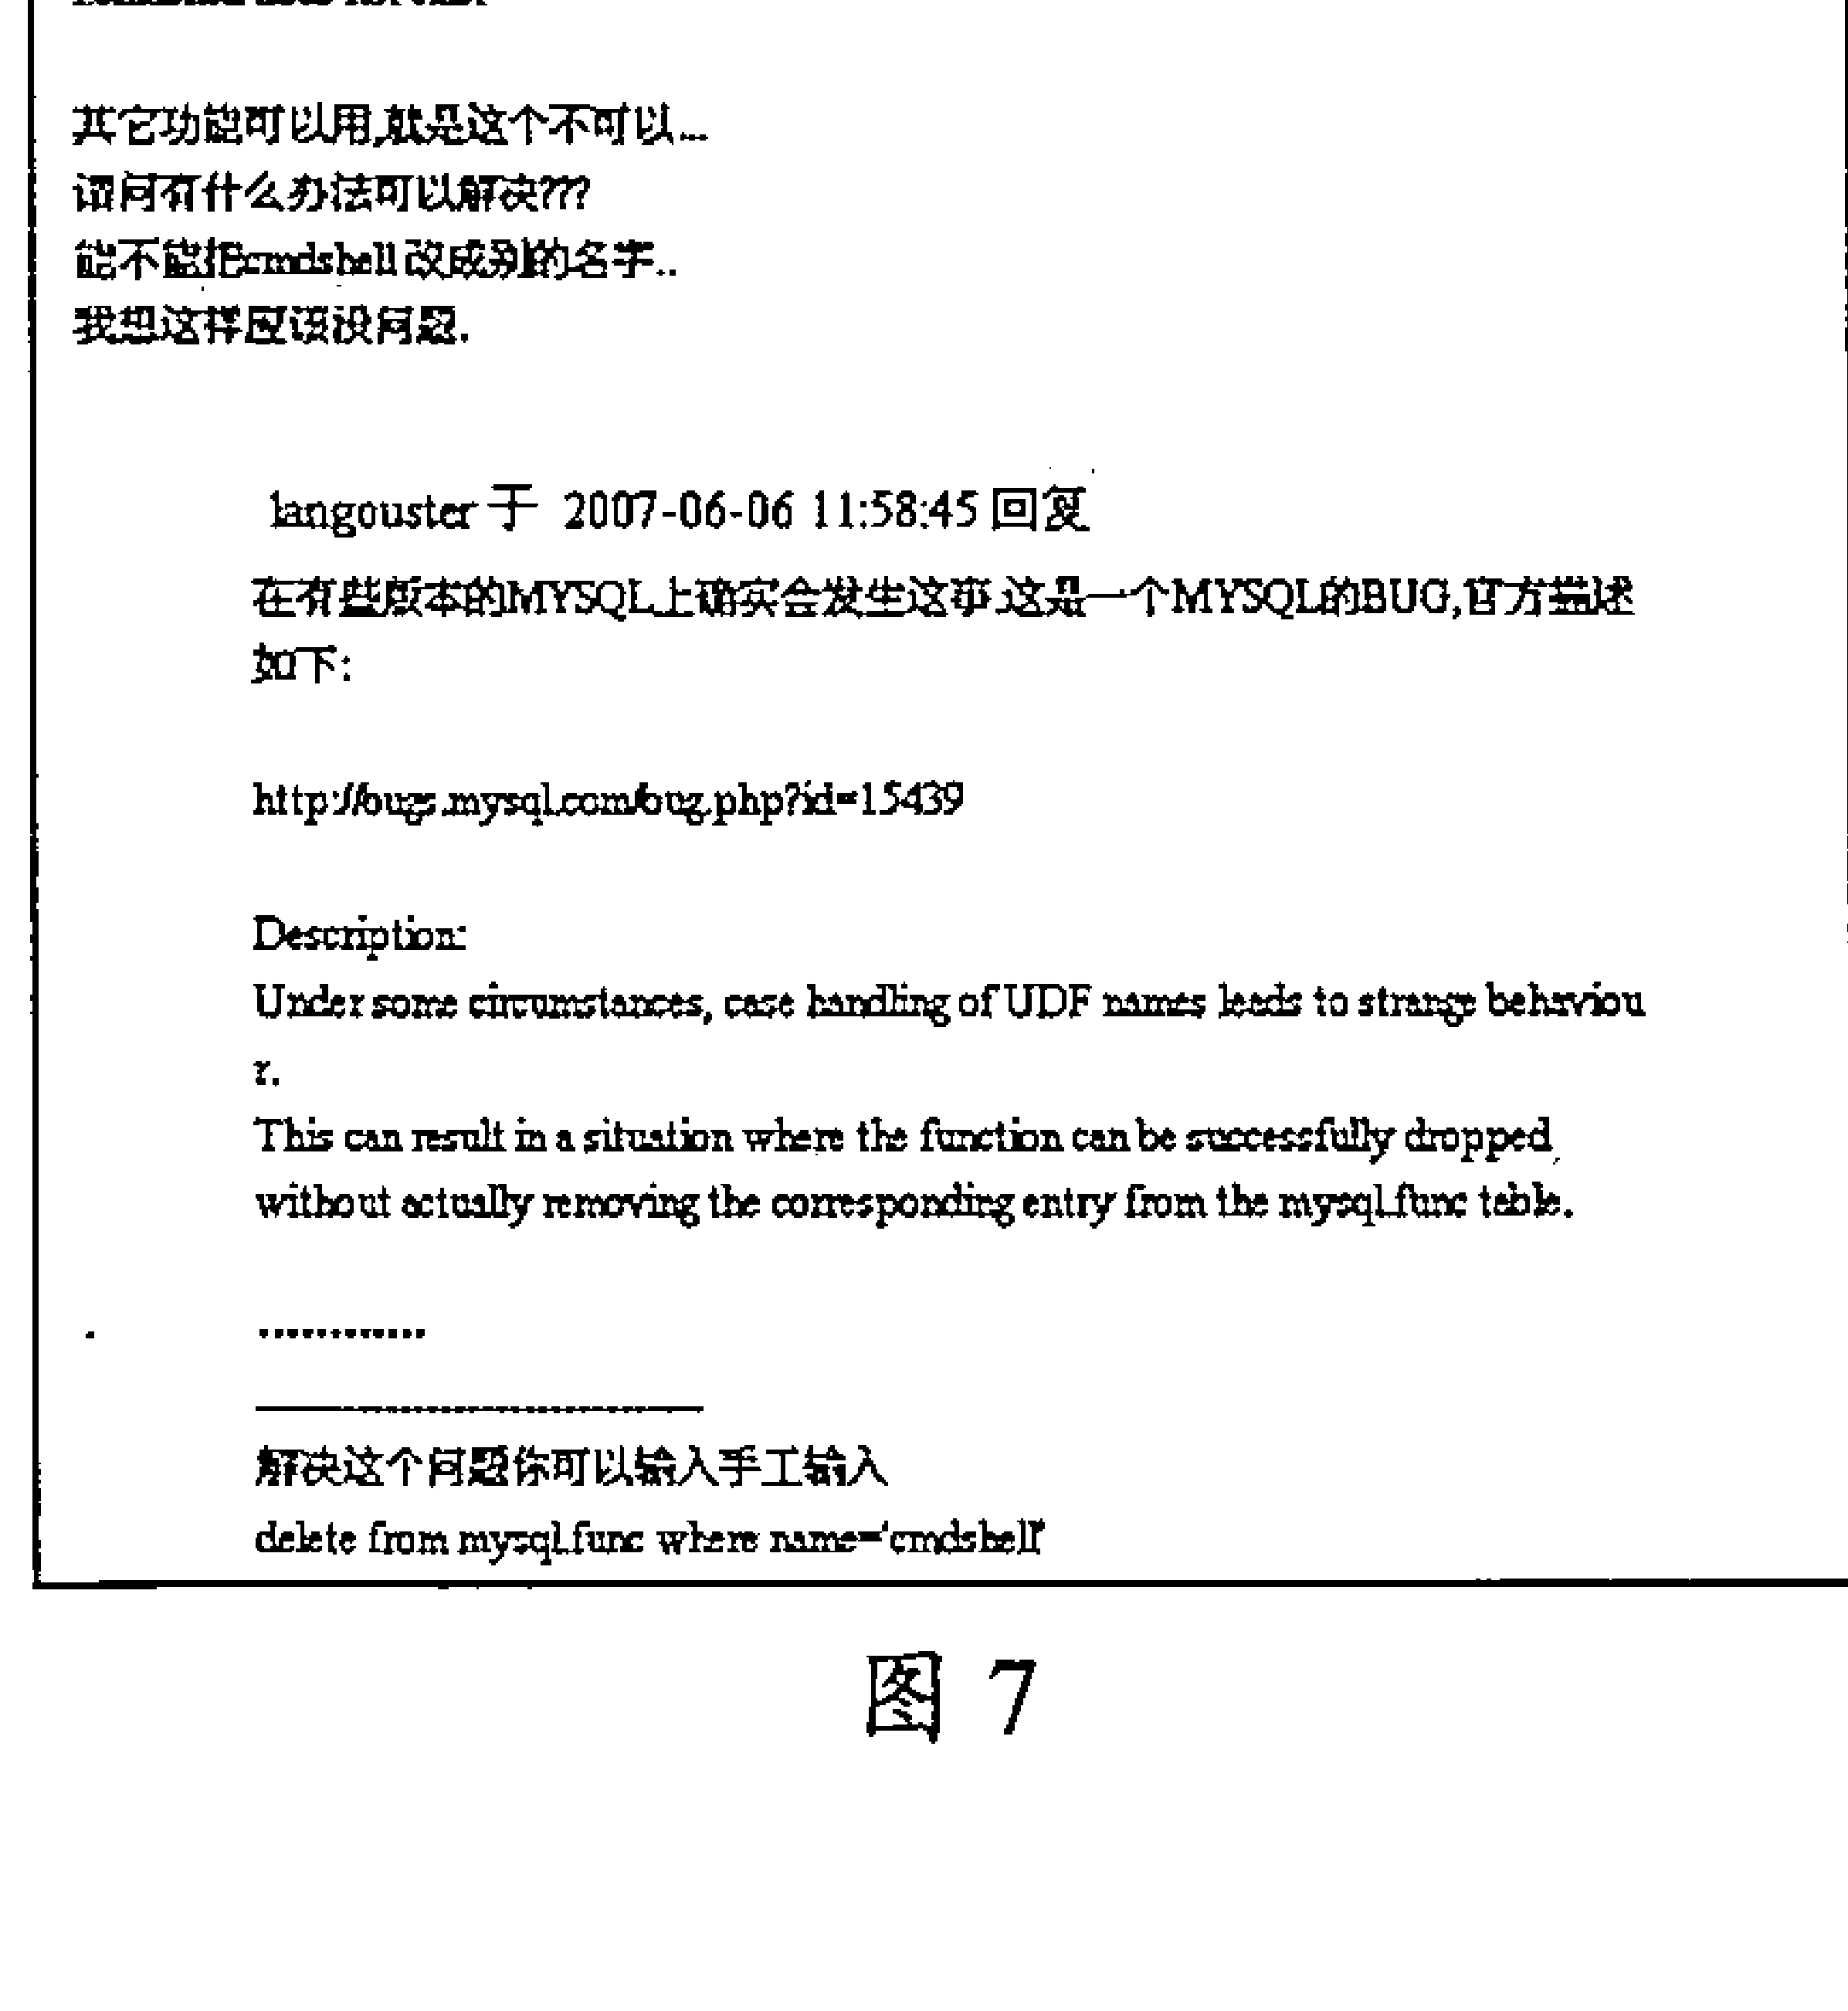 其它功能可以用,就是这个不可以...
请问有什么办法可以解决???
能不能把cmdshell 改成别的名字..
我想这样应该没问题.
langouster 于 2007-06-06 11:58:45 回复
在有些版本的MYSQL上确实会发生这事.这是一个MYSQL的BUG,官方描述
如下:
http://bugs.mysql.com/bug.php?id=15439
Description:
Under some circumstances, case handling of UDF names leads to strange behaviou
r.
This can result in a situation where the function can be successfully dropped
without actually removing the corresponding entry from the mysql.func table.
............
解决这个问题你可以输入手工输入
delete from mysql.func where name='cmdshell'
图 7